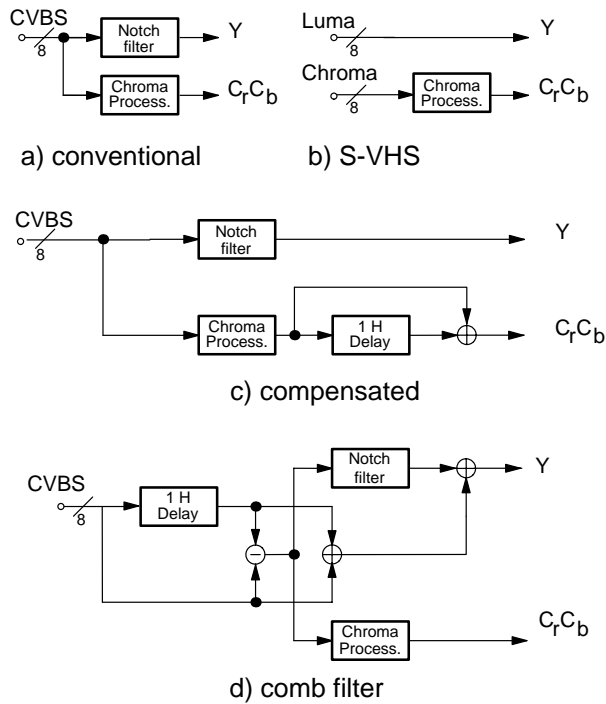 CVBS
8
Notch
filter
Y
Chroma
Process.
CrCb
a) conventional
Luma
8
Y
Chroma
8
Chroma
Process.
CrCb
b) S-VHS
CVBS
8
Notch
filter
Y
Chroma
Process.
1 H
Delay
CrCb
c) compensated
CVBS
8
1 H
Delay
Notch
filter
Y
Chroma
Process.
CrCb
d) comb filter